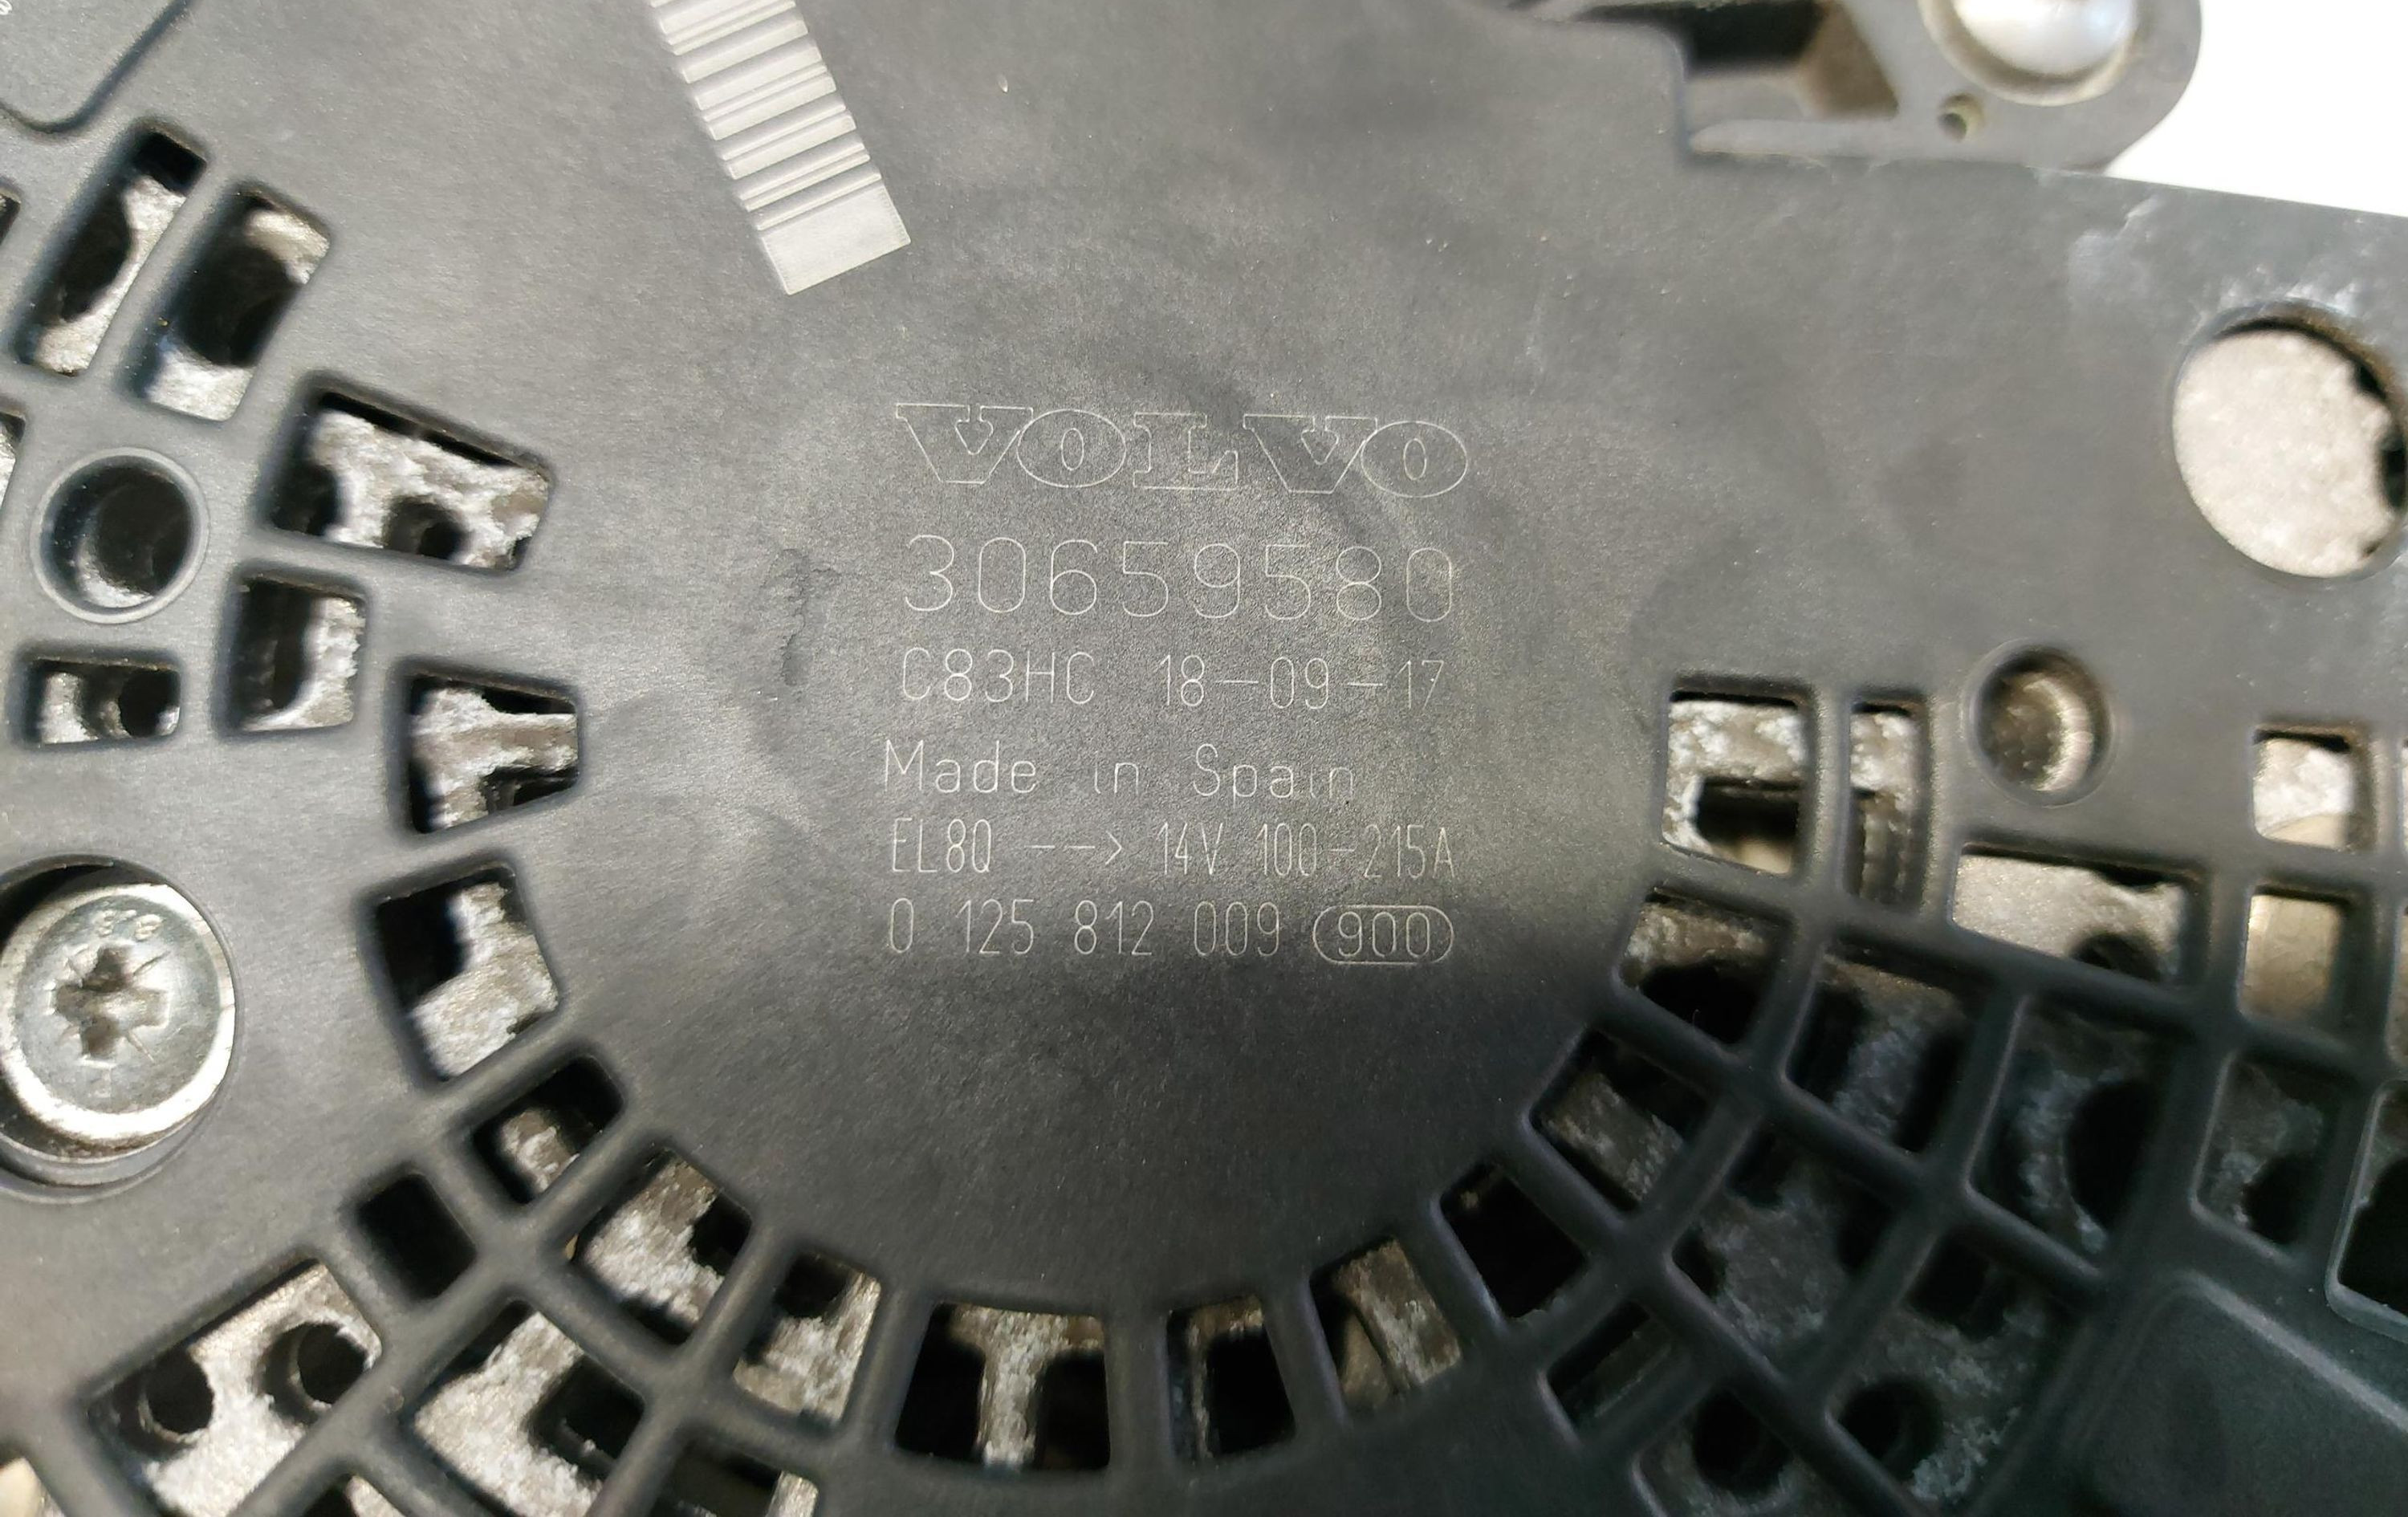 VOLVO
30659580
C83HC 18-09-17
Made in Spain
EL8Q --> 14V 100-215A
0 125 812 009 900